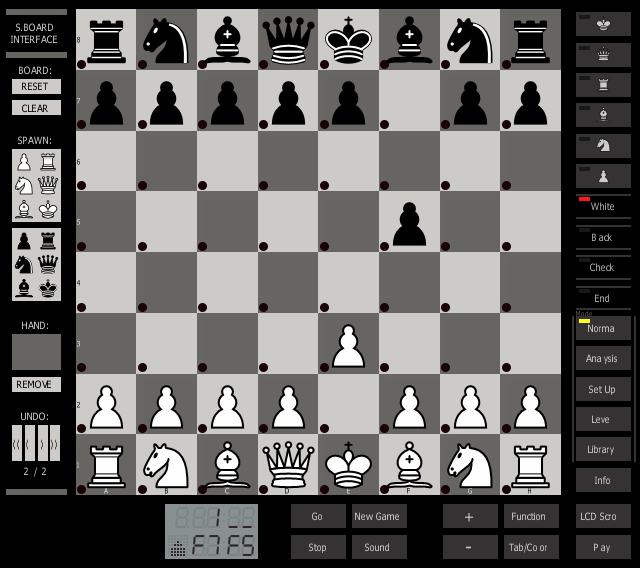 S.BOARD
INTERFACE
BOARD:
RESET
CLEAR
SPAWN:
HAND:
REMOVE
UNDO:
2 / 2
8
7
6
5
4
3
2
1
A B C D E F G H
White
B ack
Check
End
Mode
Norma
Ana ysis
Set Up
Leve
Library
Info
1
F7F5
Go
New Game
Stop
Sound
+
Function
-
Tab/Co or
LCD Scro
P ay